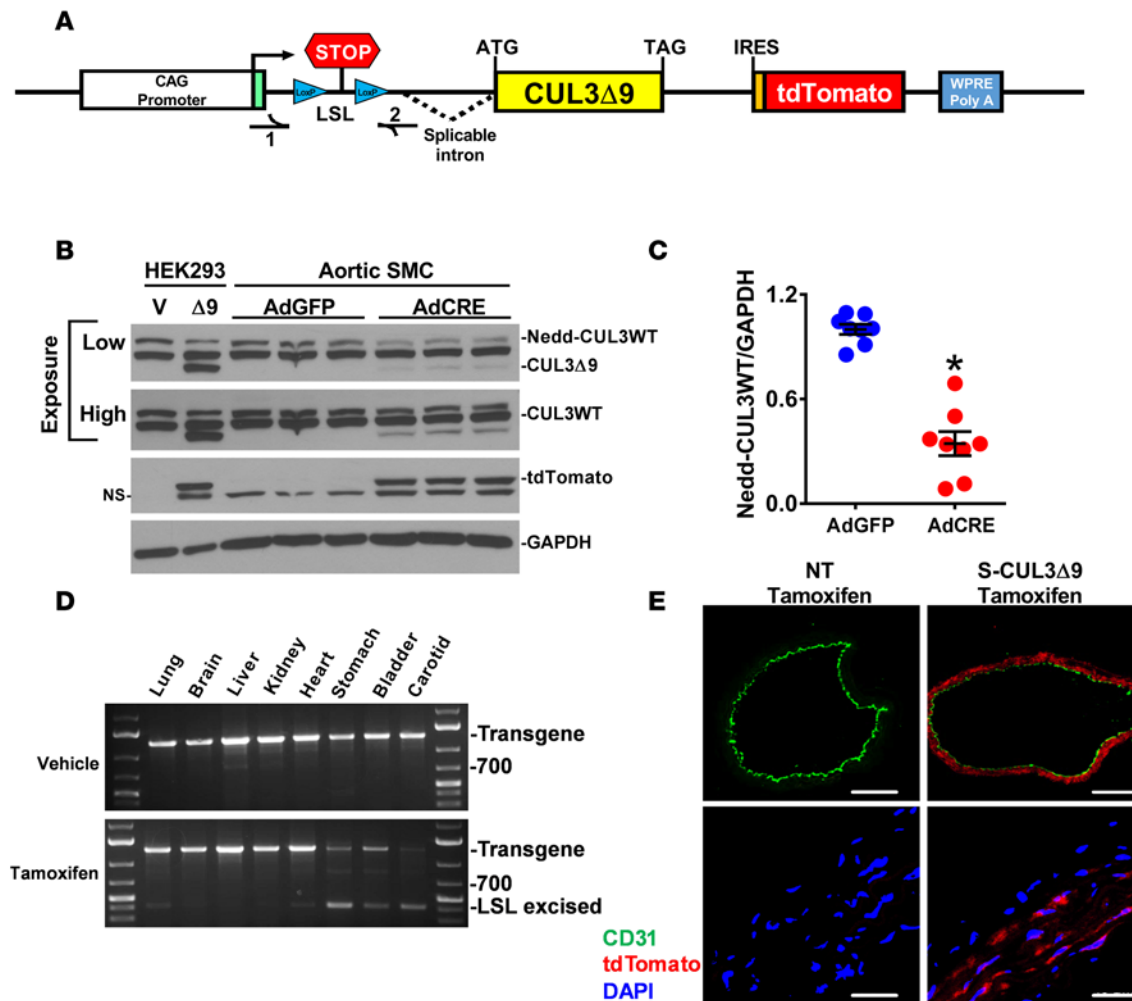 A
STOP
ATG
TAG
IRES
CAG
Promoter
LoxP
LoxP
LSL
CUL3Δ9
tdTomato
WPRE
Poly A
1
2
Splicable
intron
B
HEK293
Aortic SMC
V
Δ9
AdGFP
AdCRE
Exposure
Low
High
-Nedd-CUL3WT
-CUL3Δ9
-CUL3WT
-tdTomato
NS-
-GAPDH
C
Nedd-CUL3WT/GAPDH
1.2
0.6
0.0
*
AdGFP
AdCRE
D
Lung
Brain
Liver
Kidney
Heart
Stomach
Bladder
Carotid
Vehicle
-Transgene
-700
Tamoxifen
-Transgene
-700
-LSL excised
E
NT
Tamoxifen
S-CUL3Δ9
Tamoxifen
CD31
tdTomato
DAPI